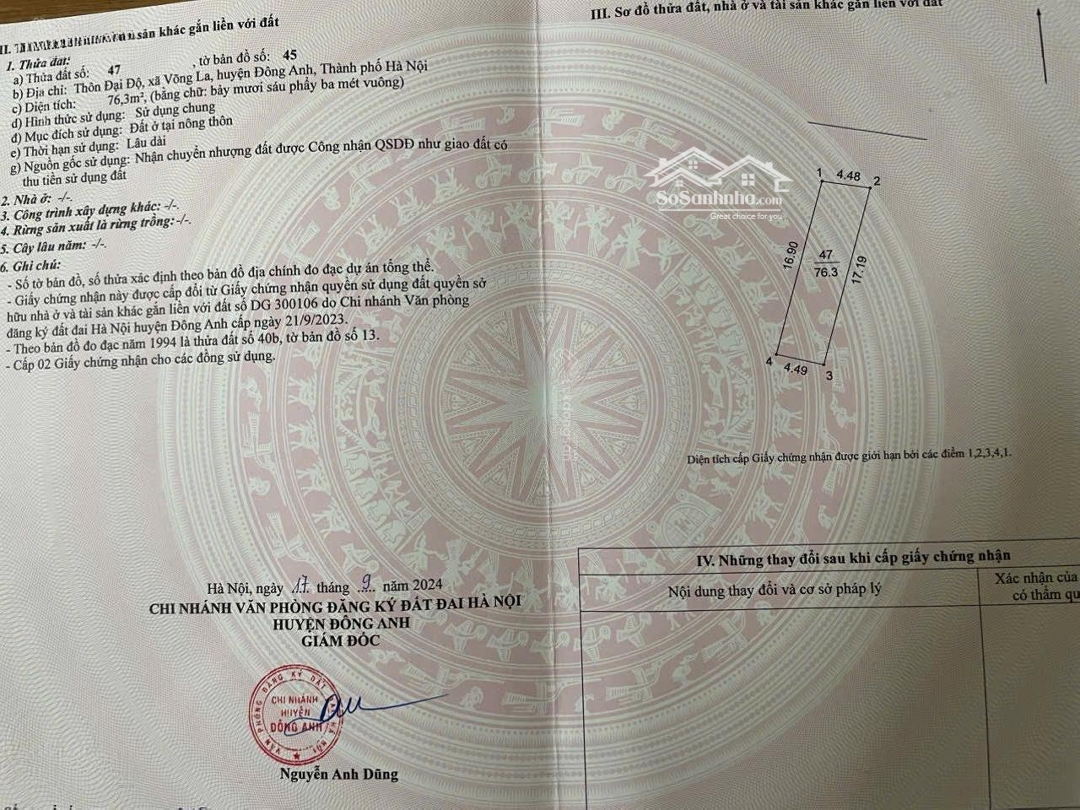 II. sản khác gắn liền với đất
1. Thửa đất:
a) Thửa đất số: 47 , tờ bản đồ số: 45
b) Địa chỉ: Thôn Đại Độ, xã Võng La, huyện Đông Anh, Thành phố Hà Nội
c) Diện tích: 76,3m², (bằng chữ: bảy mươi sáu phẩy ba mét vuông)
d) Hình thức sử dụng: Sử dụng chung
đ) Mục đích sử dụng: Đất ở tại nông thôn
e) Thời hạn sử dụng: Lâu dài
g) Nguồn gốc sử dụng: Nhận chuyển nhượng đất được Công nhận QSDĐ như giao đất có
thu tiền sử dụng đất
2. Nhà ở: -/-.
3. Công trình xây dựng khác: -/-.
4. Rừng sản xuất là rừng trồng: -/-.
5. Cây lâu năm: -/-.
6. Ghi chú:
- Số tờ bản đồ, số thửa xác định theo bản đồ địa chính đo đạc dự án tổng thể.
- Giấy chứng nhận này được cấp đổi từ Giấy chứng nhận quyền sử dụng đất quyền sở
hữu nhà ở và tài sản khác gắn liền với đất số DG 300106 do Chi nhánh Văn phòng
đăng ký đất đai Hà Nội huyện Đông Anh cấp ngày 21/9/2023.
- Theo bản đồ đo đạc năm 1994 là thửa đất số 40b, tờ bản đồ số 13.
- Cấp 02 Giấy chứng nhận cho các đồng sử dụng.
Hà Nội, ngày 17 tháng 9 năm 2024
CHI NHÁNH VĂN PHÒNG ĐĂNG KÝ ĐẤT ĐAI HÀ NỘI
HUYỆN ĐÔNG ANH
GIÁM ĐỐC
VĂN PHÒNG ĐĂNG KÝ ĐẤT HÀ NỘI
CHI NHÁNH
HUYỆN
ĐÔNG ANH
Nguyễn Anh Dũng
III. Sơ đồ thửa đất, nhà ở và tài sản khác gắn liền với đất
SoSanhnha.com
Great choice for you
1 4.48 2
16.90
47
76.3
17.19
4 4.49 3
Diện tích cấp Giấy chứng nhận được giới hạn bởi các điểm 1,2,3,4,1.
IV. Những thay đổi sau khi cấp giấy chứng nhận
Nội dung thay đổi và cơ sở pháp lý
Xác nhận của
có thẩm qu